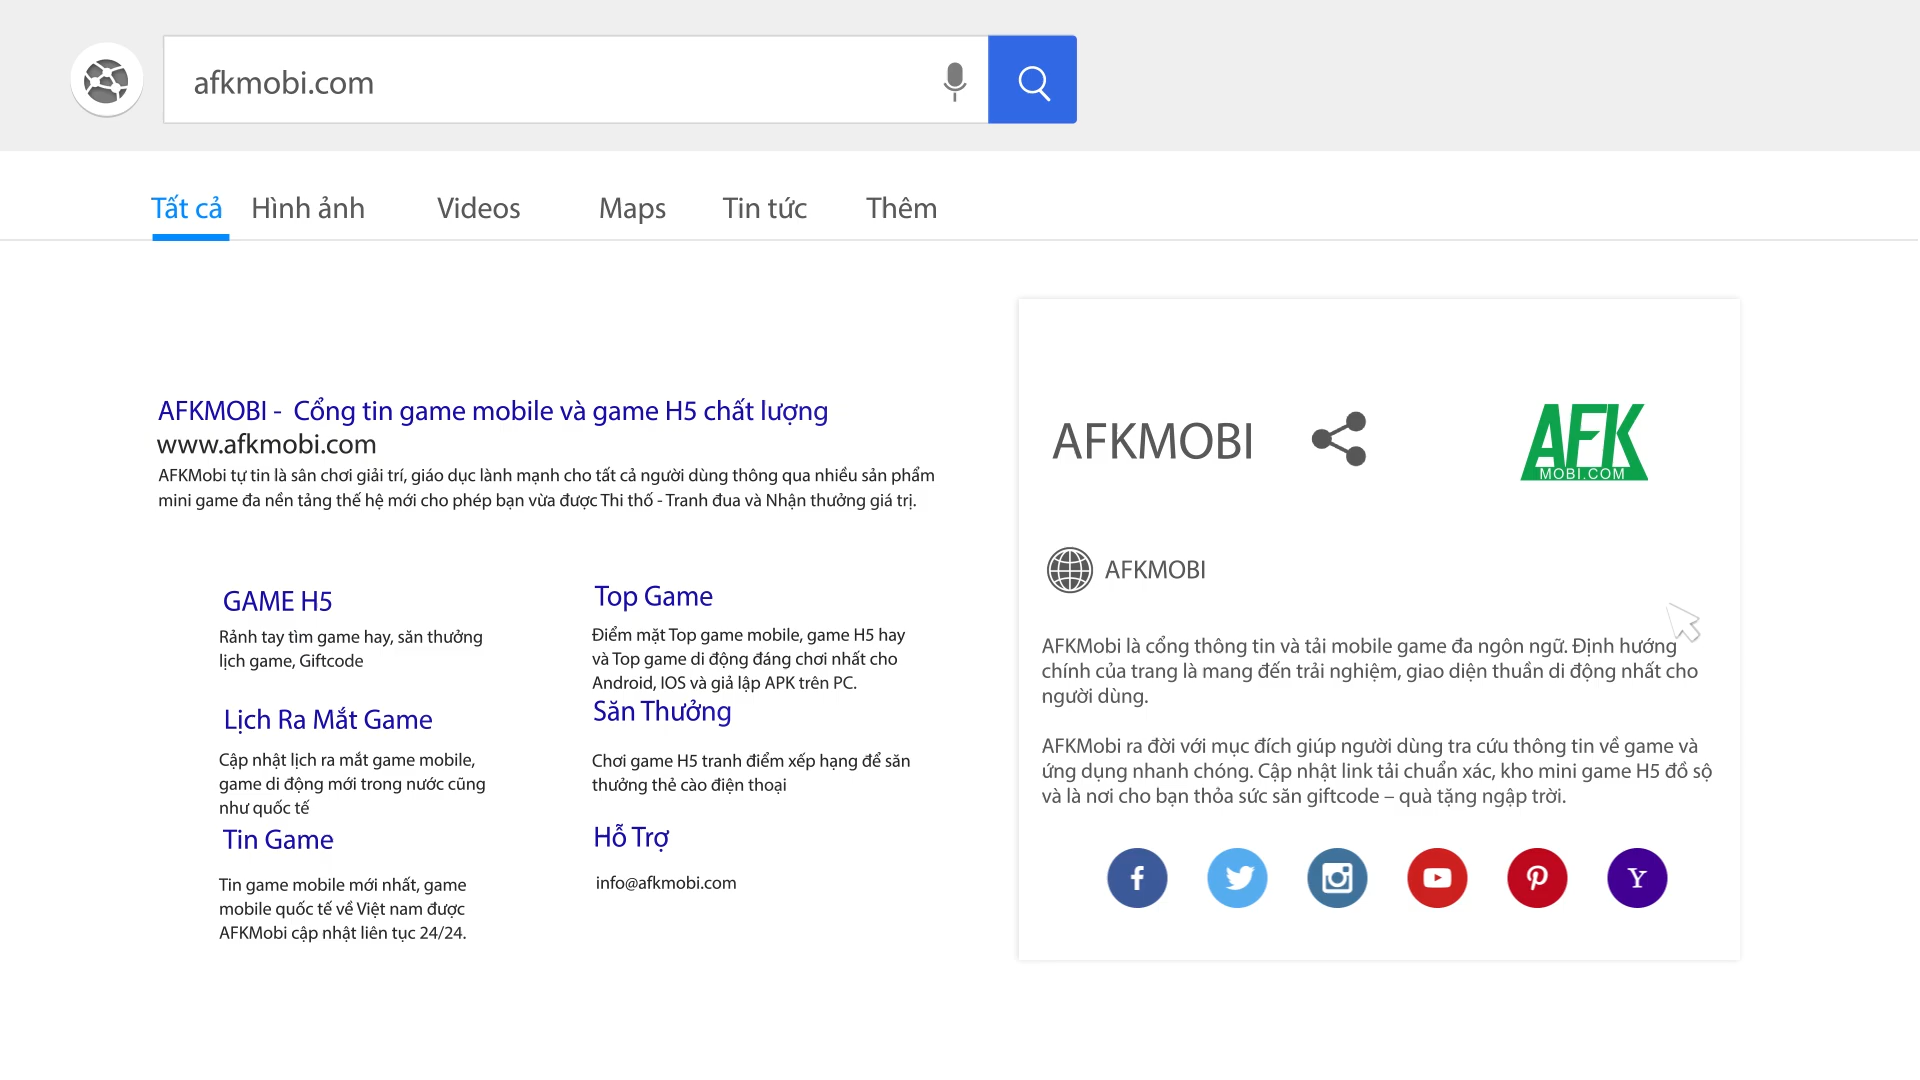 afkmobi.com
Tất cả Hình ảnh Videos Maps Tin tức Thêm
AFKMOBI - Cổng tin game mobile và game H5 chất lượng
www.afkmobi.com
AFKMobi tự tin là sân chơi giải trí, giáo dục lành mạnh cho tất cả người dùng thông qua nhiều sản phẩm
mini game đa nền tảng thế hệ mới cho phép bạn vừa được Thi thố - Tranh đua và Nhận thưởng giá trị.
GAME H5
Rảnh tay tìm game hay, săn thưởng
lịch game, Giftcode
Lịch Ra Mắt Game
Cập nhật lịch ra mắt game mobile,
game di động mới trong nước cũng
như quốc tế
Tin Game
Tin game mobile mới nhất, game
mobile quốc tế về Việt nam được
AFKMobi cập nhật liên tục 24/24.
Top Game
Điểm mặt Top game mobile, game H5 hay
và Top game di động đáng chơi nhất cho
Android, IOS và giả lập APK trên PC.
Săn Thưởng
Chơi game H5 tranh điểm xếp hạng để săn
thưởng thẻ cào điện thoại
Hỗ Trợ
info@afkmobi.com
AFKMOBI
AFK
MOBI.COM
AFKMOBI
AFKMobi là cổng thông tin và tải mobile game đa ngôn ngữ. Định hướng
chính của trang là mang đến trải nghiệm, giao diện thuần di động nhất cho
người dùng.
AFKMobi ra đời với mục đích giúp người dùng tra cứu thông tin về game và
ứng dụng nhanh chóng. Cập nhật link tải chuẩn xác, kho mini game H5 đồ sộ
và là nơi cho bạn thỏa sức săn giftcode – quà tặng ngập trời.